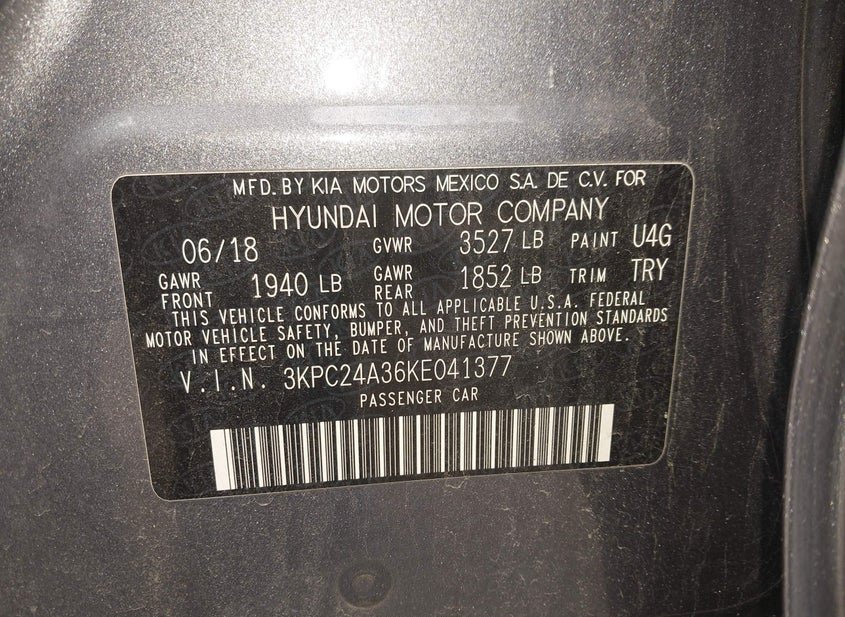 MFD. BY KIA MOTORS MEXICO S.A. DE C.V. FOR
HYUNDAI MOTOR COMPANY
06/18 GVWR 3527 LB PAINT U4G
GAWR FRONT 1940 LB GAWR REAR 1852 LB TRIM TRY
THIS VEHICLE CONFORMS TO ALL APPLICABLE U.S.A. FEDERAL
MOTOR VEHICLE SAFETY, BUMPER, AND THEFT PREVENTION STANDARDS
IN EFFECT ON THE DATE OF MANUFACTURE SHOWN ABOVE.
V.I.N. 3KPC24A36KE041377
PASSENGER CAR